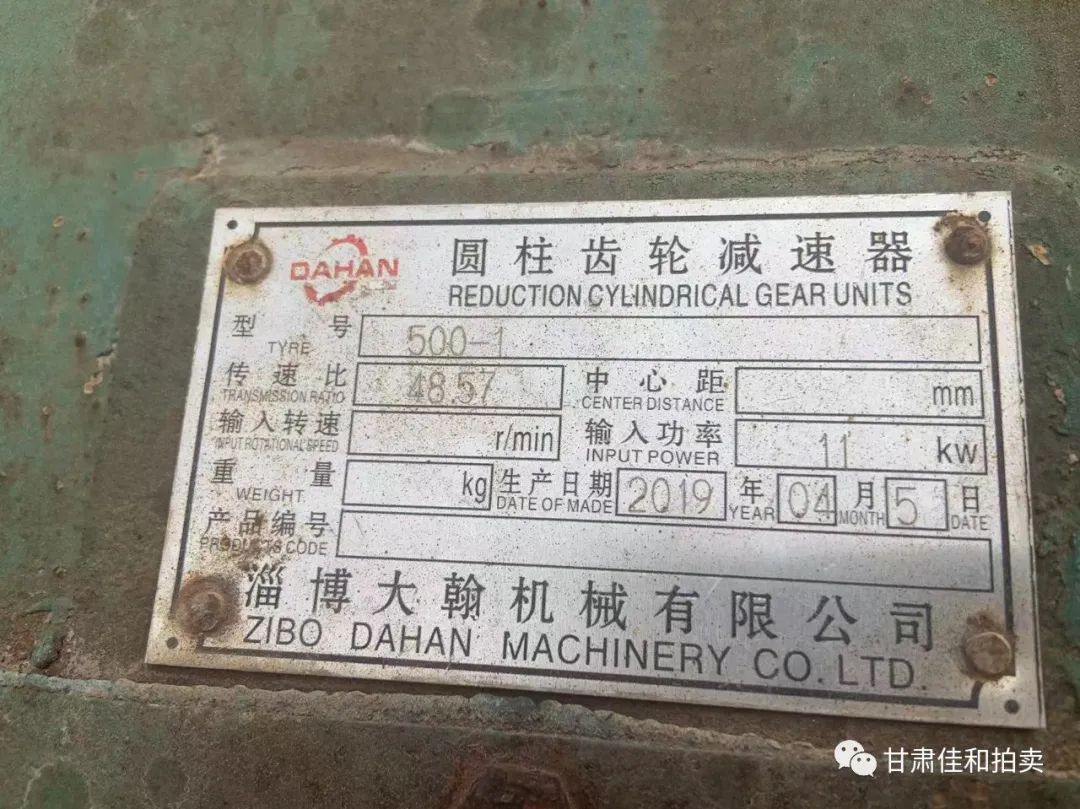 DAHAN
圆柱齿轮减速器
REDUCTION CYLINDRICAL GEAR UNITS
型号 500-1
TYRE
传速比 48.57 中心距 mm
TRANSMISSION RATIO CENTER DISTANCE
输入转速 r/min 输入功率 11 kw
INPUT ROTATIONAL SPEED INPUT POWER
重量 kg 生产日期 2019 年 04 月 5 日
WEIGHT DATE OF MADE YEAR MONTH DATE
产品编号
PRODUCTS CODE
淄博大翰机械有限公司
ZIBO DAHAN MACHINERY CO. LTD.
甘肃佳和拍卖